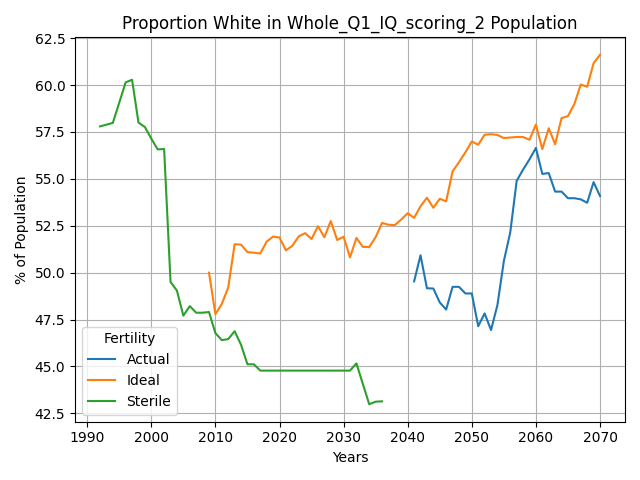 Proportion White in Whole_Q1_IQ_scoring_2 Population
% of Population
62.5
60.0
57.5
55.0
52.5
50.0
47.5
45.0
42.5
Fertility
Actual
Ideal
Sterile
1990 2000 2010 2020 2030 2040 2050 2060 2070
Years